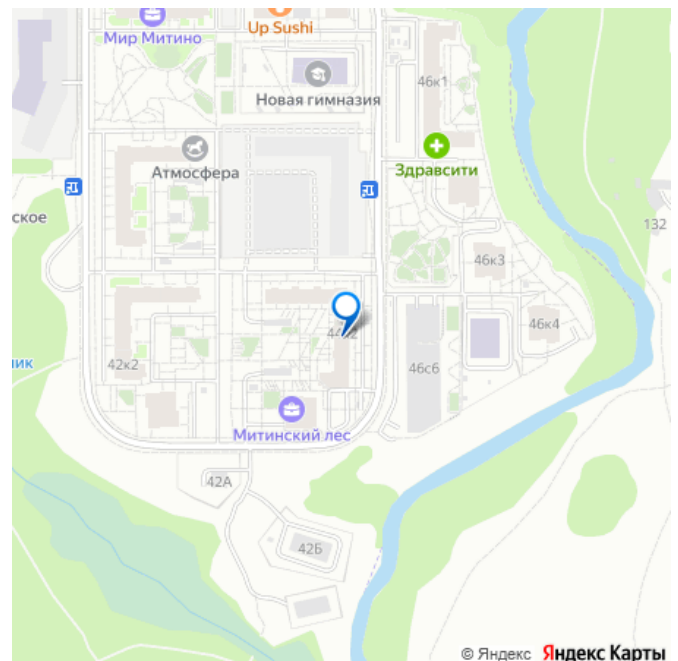 Up Sushi
Мир Митино
46к1
Новая гимназия
Здравсити
Атмосфера
ское
132
46к3
46к4
42к2
ик
46с6
Митинский лес
42А
42Б
© Яндекс Яндекс Карты